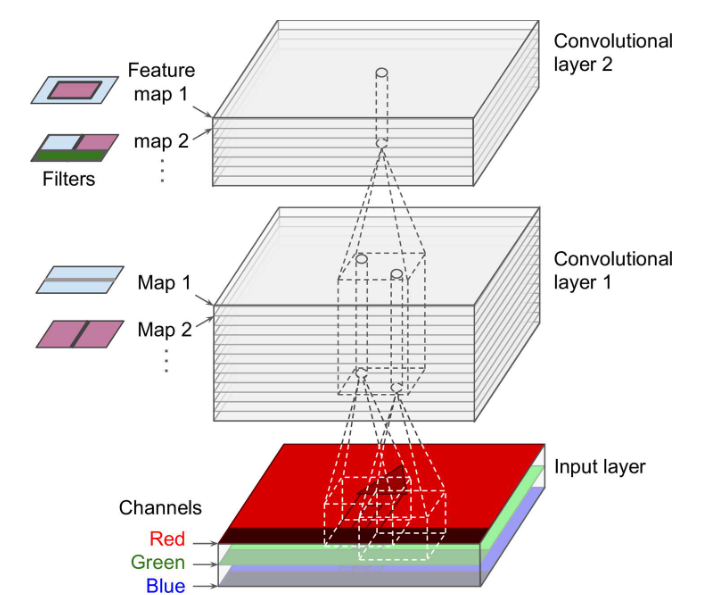 Convolutional
layer 2
Feature
map 1
map 2
Filters
Convolutional
layer 1
Map 1
Map 2
Input layer
Channels
Red
Green
Blue